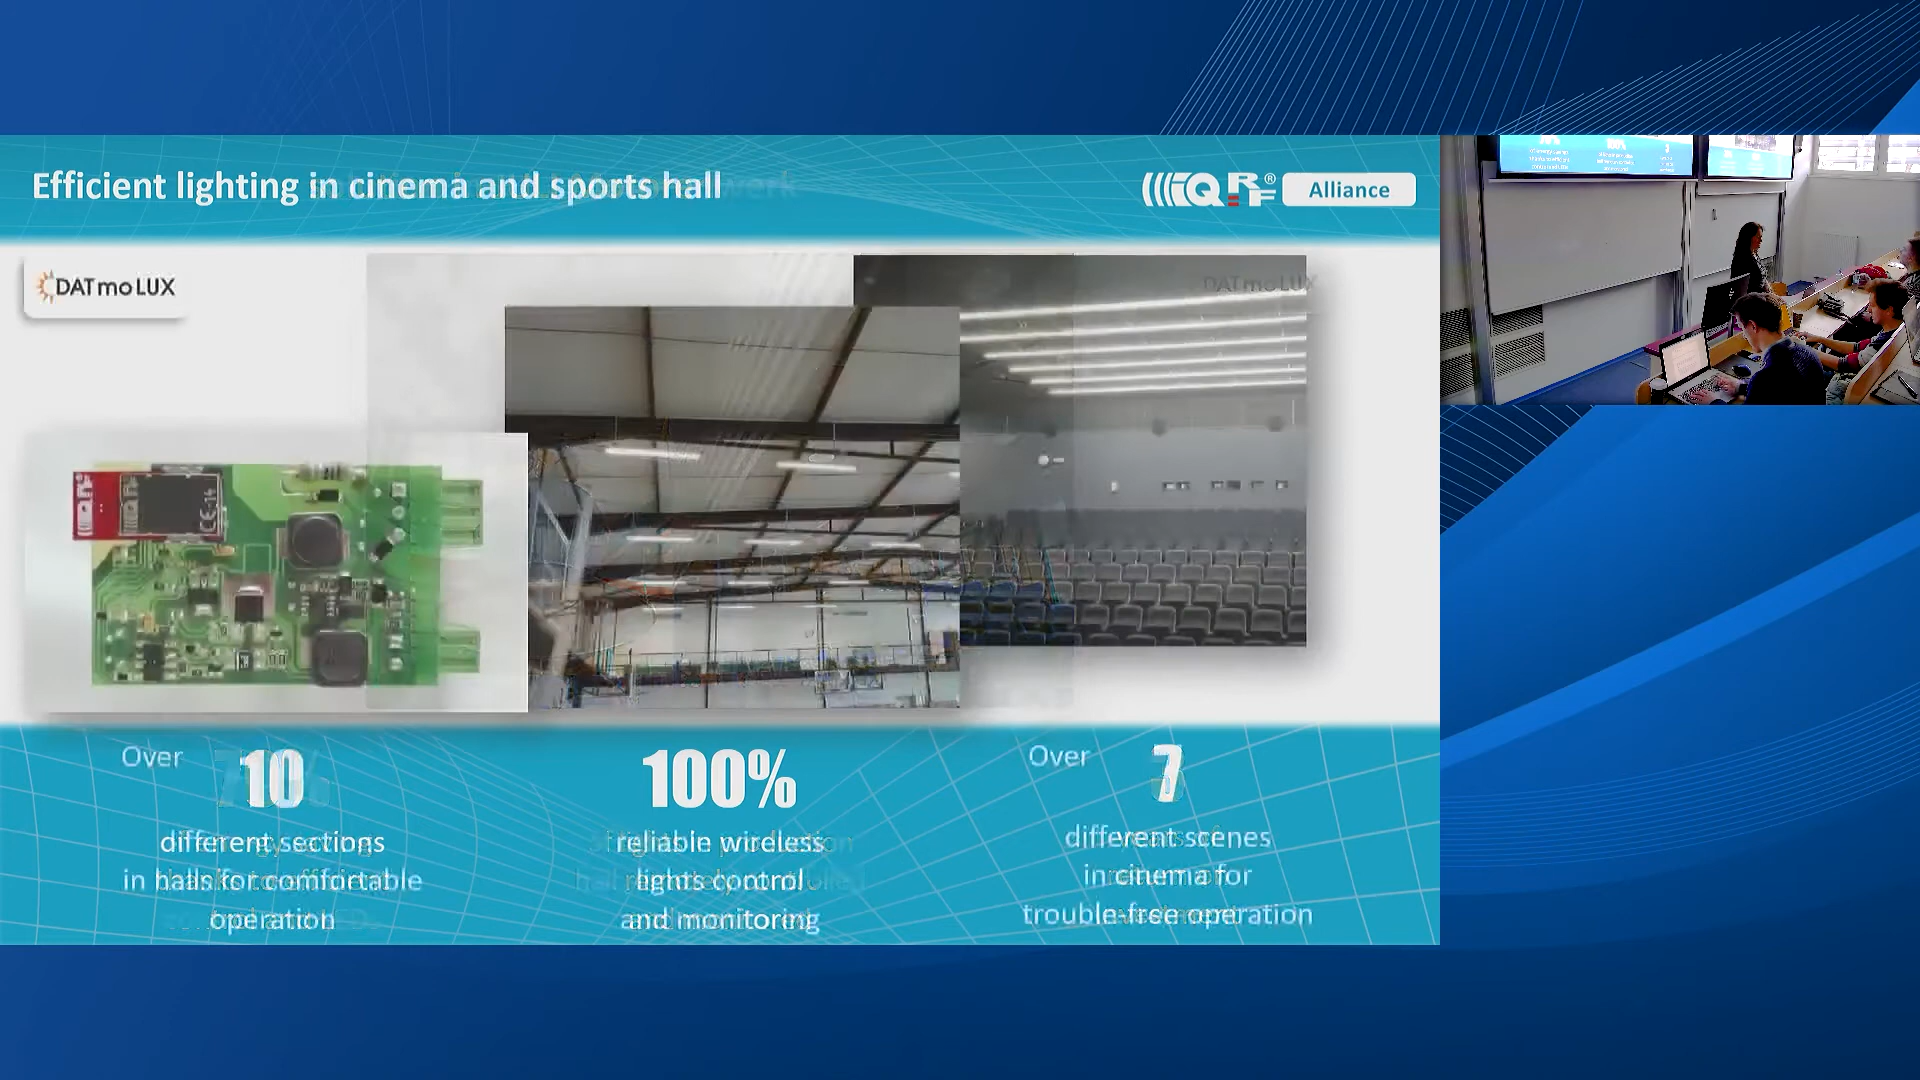 Efficient lighting in cinema and sports hall
IQRF® Alliance
DATmoLUX
DATmoLUX
Over 10
different sections
in halls for comfortable
operation
100%
reliable wireless
lights control
and monitoring
Over 7
different scenes
in cinema for
trouble-free operation